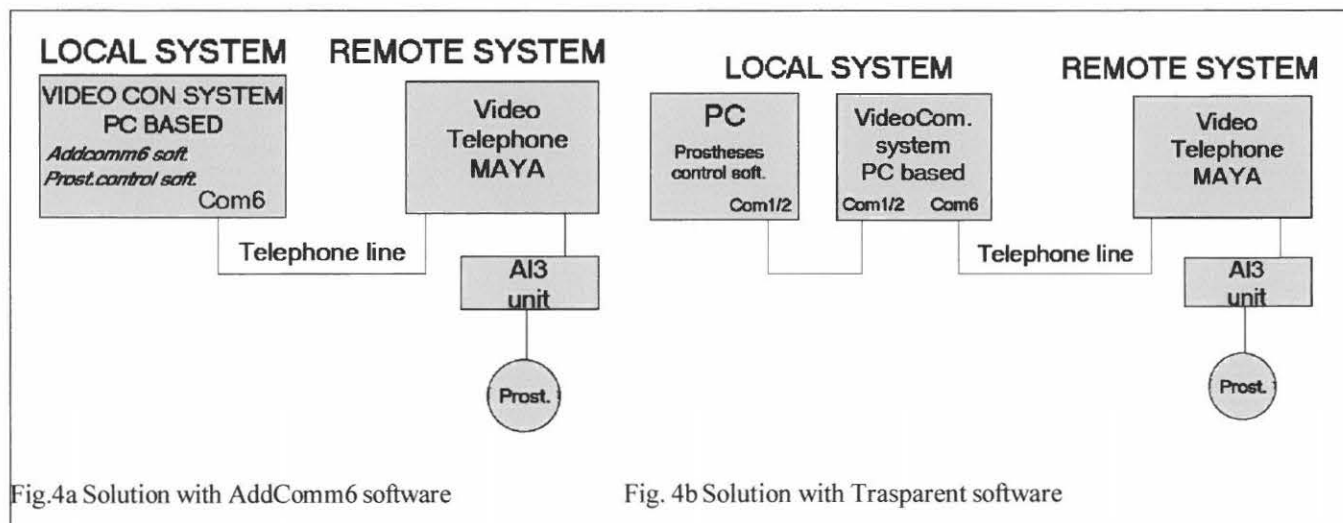 LOCAL SYSTEM
REMOTE SYSTEM
VIDEO CON SYSTEM
PC BASED
Addcomm6 soft.
Prost.control soft.
Com6
Video
Telephone
MAYA
Telephone line
AI3
unit
Prost.
Fig.4a Solution with AddComm6 software
LOCAL SYSTEM
REMOTE SYSTEM
PC
Prostheses
control soft.
Com1/2
VideoCom.
system
PC based
Com1/2 Com6
Video
Telephone
MAYA
Telephone line
AI3
unit
Prost.
Fig. 4b Solution with Trasparent software